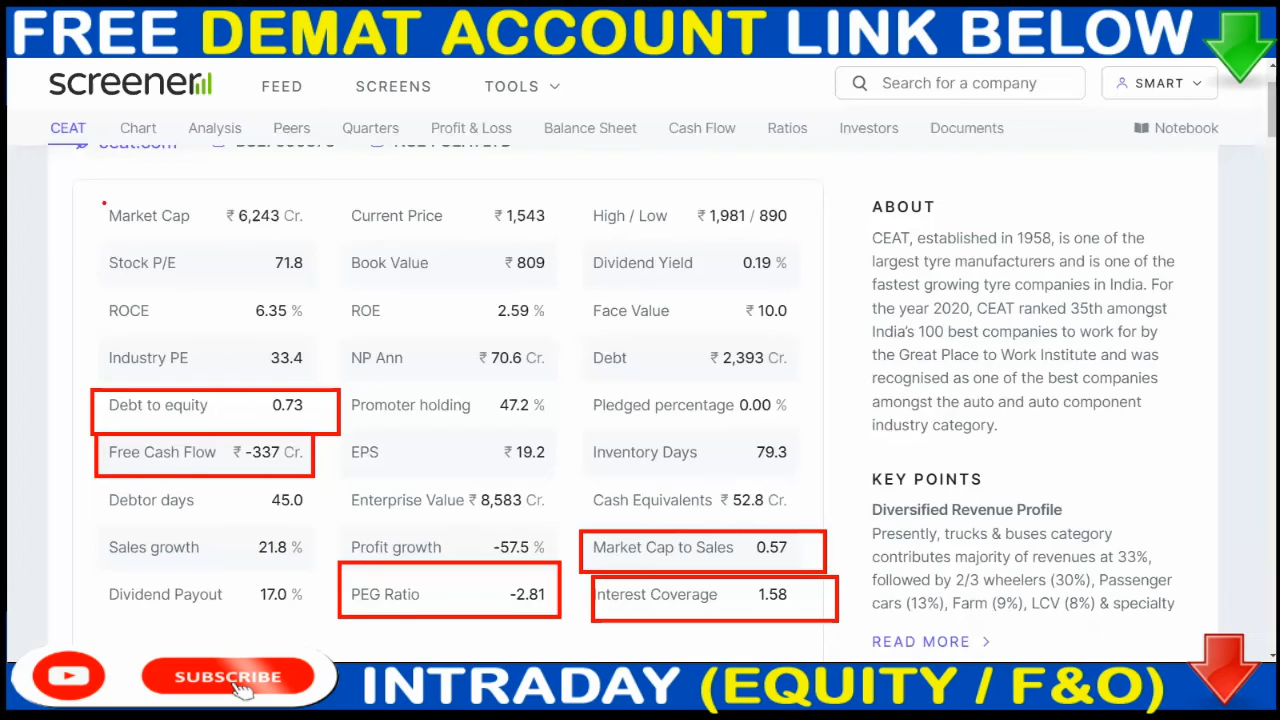 FREE DEMAT ACCOUNT LINK BELOW
screener
FEED
SCREENS
TOOLS
Search for a company
SMART
CEAT Chart Analysis Peers Quarters Profit & Loss Balance Sheet Cash Flow Ratios Investors Documents Notebook
ceat.com
Market Cap ₹ 6,243 Cr. Current Price ₹ 1,543 High / Low ₹ 1,981 / 890
Stock P/E 71.8 Book Value ₹ 809 Dividend Yield 0.19 %
ROCE 6.35 % ROE 2.59 % Face Value ₹ 10.0
Industry PE 33.4 NP Ann ₹ 70.6 Cr. Debt ₹ 2,393 Cr.
Debt to equity 0.73 Promoter holding 47.2 % Pledged percentage 0.00 %
Free Cash Flow ₹ -337 Cr. EPS ₹ 19.2 Inventory Days 79.3
Debtor days 45.0 Enterprise Value ₹ 8,583 Cr. Cash Equivalents ₹ 52.8 Cr.
Sales growth 21.8 % Profit growth -57.5 % Market Cap to Sales 0.57
Dividend Payout 17.0 % PEG Ratio -2.81 Interest Coverage 1.58
ABOUT
CEAT, established in 1958, is one of the
largest tyre manufacturers and is one of the
fastest growing tyre companies in India. For
the year 2020, CEAT ranked 35th amongst
India's 100 best companies to work for by
the Great Place to Work Institute and was
recognised as one of the best companies
amongst the auto and auto component
industry category.
KEY POINTS
Diversified Revenue Profile
Presently, trucks & buses category
contributes majority of revenues at 33%,
followed by 2/3 wheelers (30%), Passenger
cars (13%), Farm (9%), LCV (8%) & specialty
READ MORE
SUBSCRIBE
INTRADAY (EQUITY / F&O)